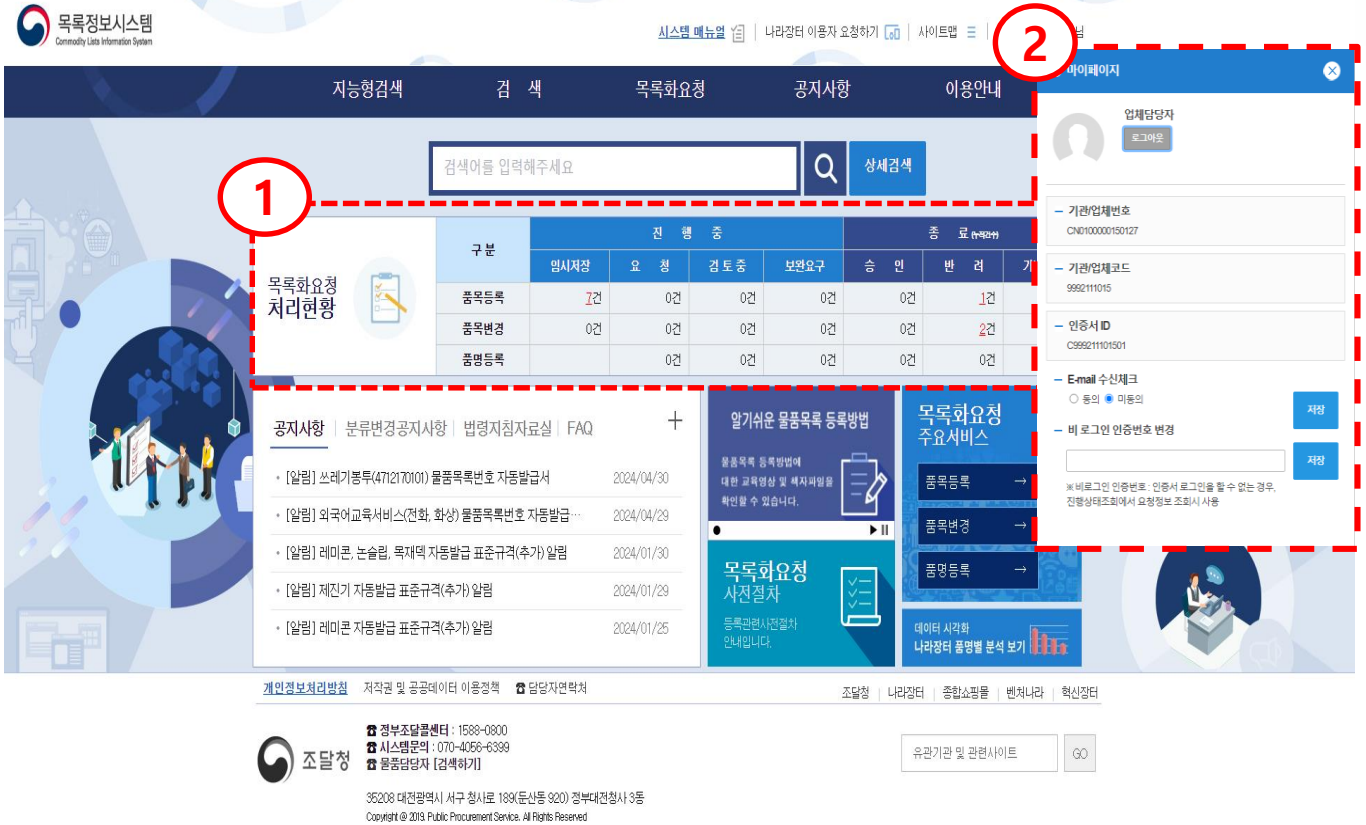 목록정보시스템
Commodity Lists Information System
시스템 매뉴얼 | 나라장터 이용자 요청하기 | 사이트맵 | 님
지능형검색 검 색 목록화요청 공지사항 이용안내
검색어를 입력해주세요
상세검색
1
2
목록화요청
처리현황
구분 진 행 중 종 료(누적건수)
임시저장 요 청 검토중 보완요구 승 인 반 려
품목등록 7건 0건 0건 0건 0건 1건
품목변경 0건 0건 0건 0건 0건 2건
품명등록 0건 0건 0건 0건 0건
마이페이지
업체담당자
로그아웃
− 기관/업체번호
CN0100000150127
− 기관/업체코드
9992111015
− 인증서 ID
C999211101501
− E-mail 수신체크
동의 미동의
저장
− 비 로그인 인증번호 변경
저장
※ 비로그인 인증번호 : 인증서 로그인을 할 수 없는 경우,
진행상태조회에서 요청정보 조회시 사용
공지사항 | 분류변경공지사항 | 법령지침자료실 | FAQ +
• [알림] 쓰레기봉투(4712170101) 물품목록번호 자동발급서 2024/04/30
• [알림] 외국어교육서비스(전화, 화상) 물품목록번호 자동발급… 2024/04/29
• [알림] 레미콘, 논슬립, 목재덱 자동발급 표준규격(추가) 알림 2024/01/30
• [알림] 제진기 자동발급 표준규격(추가) 알림 2024/01/29
• [알림] 레미콘 자동발급 표준규격(추가) 알림 2024/01/25
알기쉬운 물품목록 등록방법
물품목록 등록방법에
대한 교육영상 및 책자파일을
확인할 수 있습니다.
목록화요청
사전절차
등록관련사전절차
안내입니다.
목록화요청
주요서비스
품목등록 →
품목변경 →
품명등록 →
데이터 시각화
나라장터 품명별 분석 보기
개인정보처리방침 저작권 및 공공데이터 이용정책 ☎ 담당자연락처
조달청 | 나라장터 | 종합쇼핑몰 | 벤처나라 | 혁신장터
조달청
☎ 정부조달콜센터 : 1588-0800
☎ 시스템문의 : 070-4056-6399
☎ 물품담당자 [검색하기]
유관기관 및 관련사이트 GO
35208 대전광역시 서구 청사로 189(둔산동 920) 정부대전청사 3동
Copyright @ 2019. Public Procurement Service. All Rights Reserved